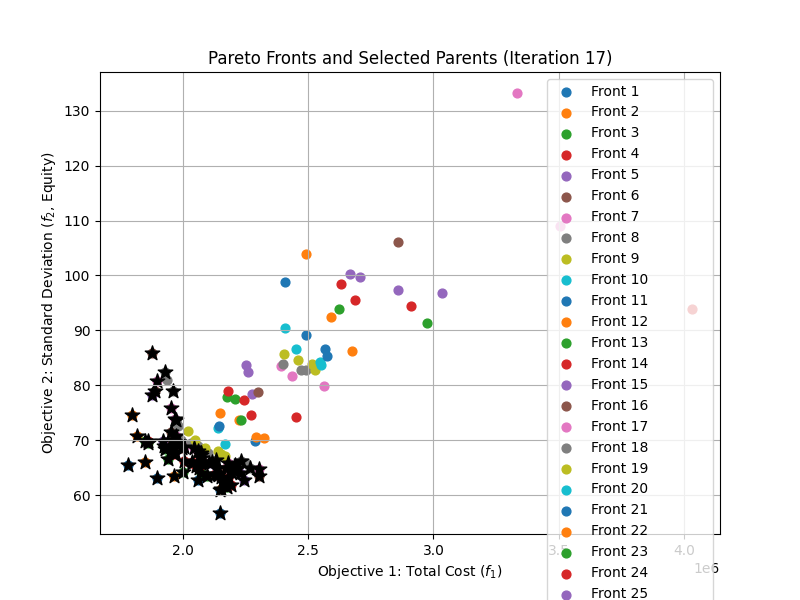 Pareto Fronts and Selected Parents (Iteration 17)
Objective 2: Standard Deviation (f₂, Equity)
130
120
110
100
90
80
70
60
2.0
2.5
3.0
3.5
4.0
1e6
Objective 1: Total Cost (f₁)
Front 1
Front 2
Front 3
Front 4
Front 5
Front 6
Front 7
Front 8
Front 9
Front 10
Front 11
Front 12
Front 13
Front 14
Front 15
Front 16
Front 17
Front 18
Front 19
Front 20
Front 21
Front 22
Front 23
Front 24
Front 25